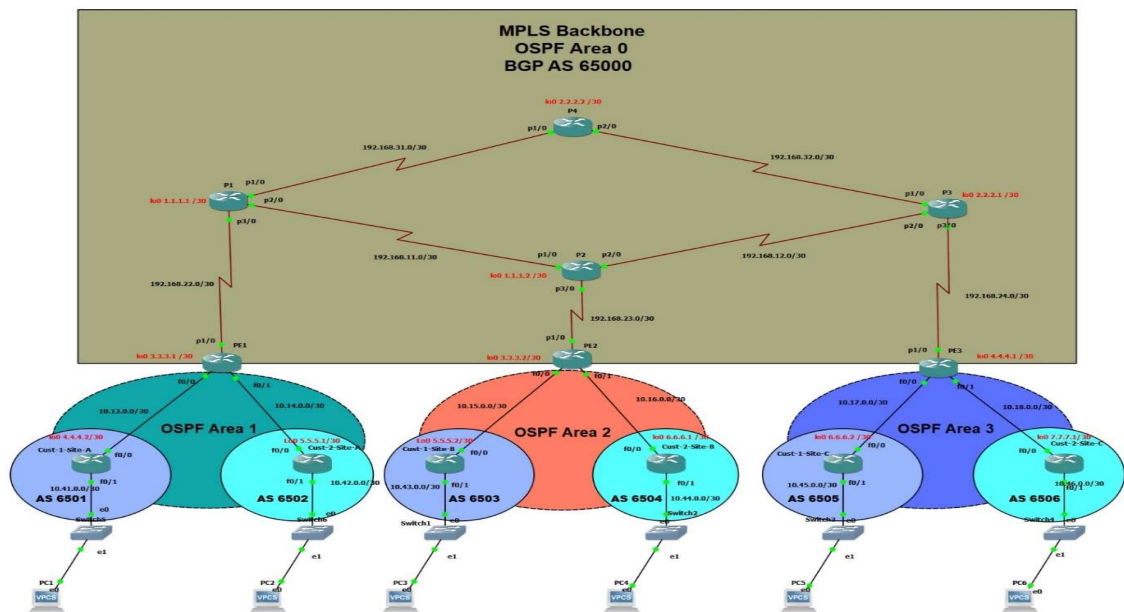 MPLS Backbone
OSPF Area 0
BGP AS 65000
lo0 2.2.2.2 /30
P4
p1/0
p2/0
192.168.31.0/30
192.168.32.0/30
P1
p1/0
lo0 1.1.1.1 /30
p2/0
p3/0
P3
p1/0
lo0 2.2.2.1 /30
p2/0
p3/0
192.168.11.0/30
192.168.12.0/30
P2
p1/0
p2/0
lo0 1.1.1.2 /30
p3/0
192.168.22.0/30
192.168.23.0/30
192.168.24.0/30
p1/0
PE1
lo0 3.3.3.1 /30
f0/0
f0/1
p1/0
PE2
lo0 3.3.3.2/30
f0/0
f0/1
p1/0
PE3
lo0 4.4.4.1 /30
f0/0
f0/1
10.13.0.0/30
10.14.0.0/30
10.15.0.0/30
10.16.0.0/30
10.17.0.0/30
10.18.0.0/30
OSPF Area 1
OSPF Area 2
OSPF Area 3
lo0 4.4.4.2 /30
Cust-1-Site-A
f0/0
f0/1
10.41.0.0/30
AS 6501
e0
Switch5
e1
PC1
e0
VPCS
Lo0 5.5.5.1/30
Cust-2-Site-A
f0/0
f0/1
10.42.0.0/30
AS 6502
e0
Switch6
e1
PC2
e0
VPCS
Lo0 5.5.5.2/30
Cust-1-Site-B
f0/0
f0/1
10.43.0.0/30
AS 6503
e0
Switch1
e1
PC3
e0
VPCS
lo0 6.6.6.1 /30
Cust-2-Site-B
f0/0
f0/1
10.44.0.0/30
AS 6504
e0
Switch2
e1
PC4
e0
VPCS
lo0 6.6.6.2 /30
Cust-1-Site-C
f0/0
f0/1
10.45.0.0/30
AS 6505
e0
Switch3
e1
PC5
e0
VPCS
lo0 7.7.7.1/30
Cust-2-Site-C
f0/0
f0/1
10.46.0.0/30
AS 6506
e0
Switch4
e1
PC6
e0
VPCS